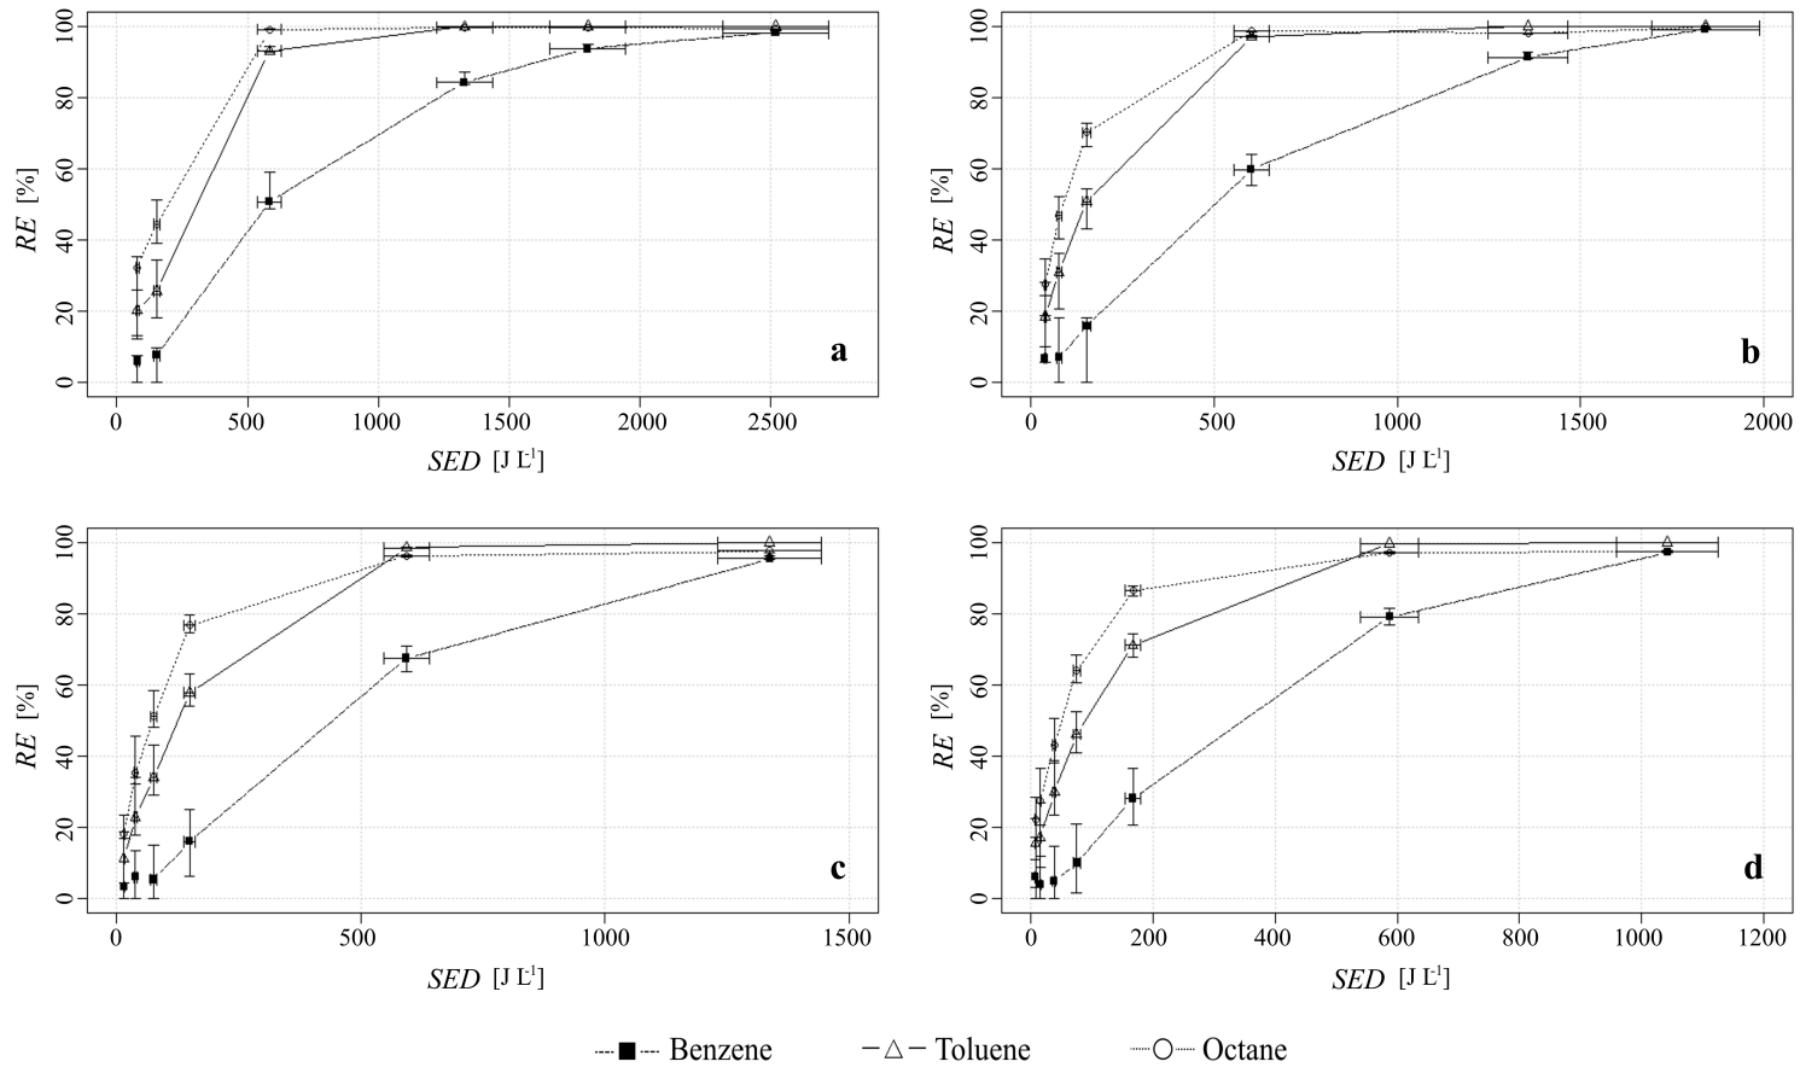 0 20 40 60 80 100
RE [%]
a
0 500 1000 1500 2000 2500
SED [J L-1]
0 20 40 60 80 100
RE [%]
b
0 500 1000 1500 2000
SED [J L-1]
0 20 40 60 80 100
RE [%]
c
0 500 1000 1500
SED [J L-1]
0 20 40 60 80 100
RE [%]
d
0 200 400 600 800 1000 1200
SED [J L-1]
Benzene Toluene Octane